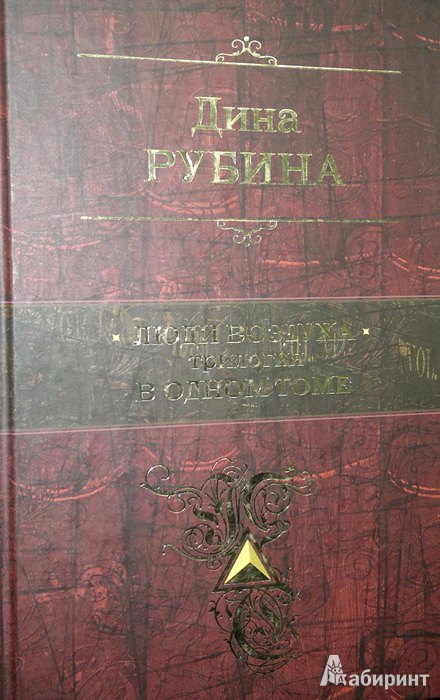 Дина
РУБИНА
ЛЮДИ ВОЗДУХА
трилогия
В ОДНОМ ТОМЕ
Лабиринт